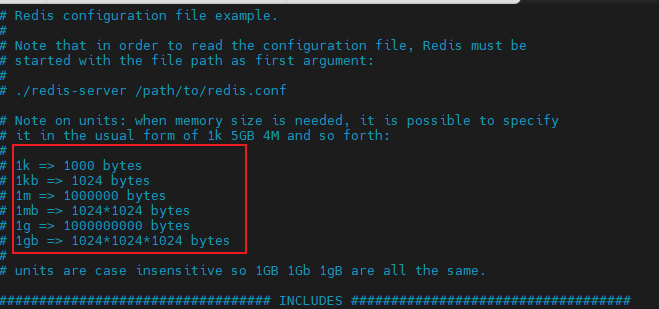 # Redis configuration file example.
#
# Note that in order to read the configuration file, Redis must be
# started with the file path as first argument:
#
# ./redis-server /path/to/redis.conf

# Note on units: when memory size is needed, it is possible to specify
# it in the usual form of 1k 5GB 4M and so forth:
#
# 1k => 1000 bytes
# 1kb => 1024 bytes
# 1m => 1000000 bytes
# 1mb => 1024*1024 bytes
# 1g => 1000000000 bytes
# 1gb => 1024*1024*1024 bytes
#
# units are case insensitive so 1GB 1Gb 1gB are all the same.

################################## INCLUDES ###################################